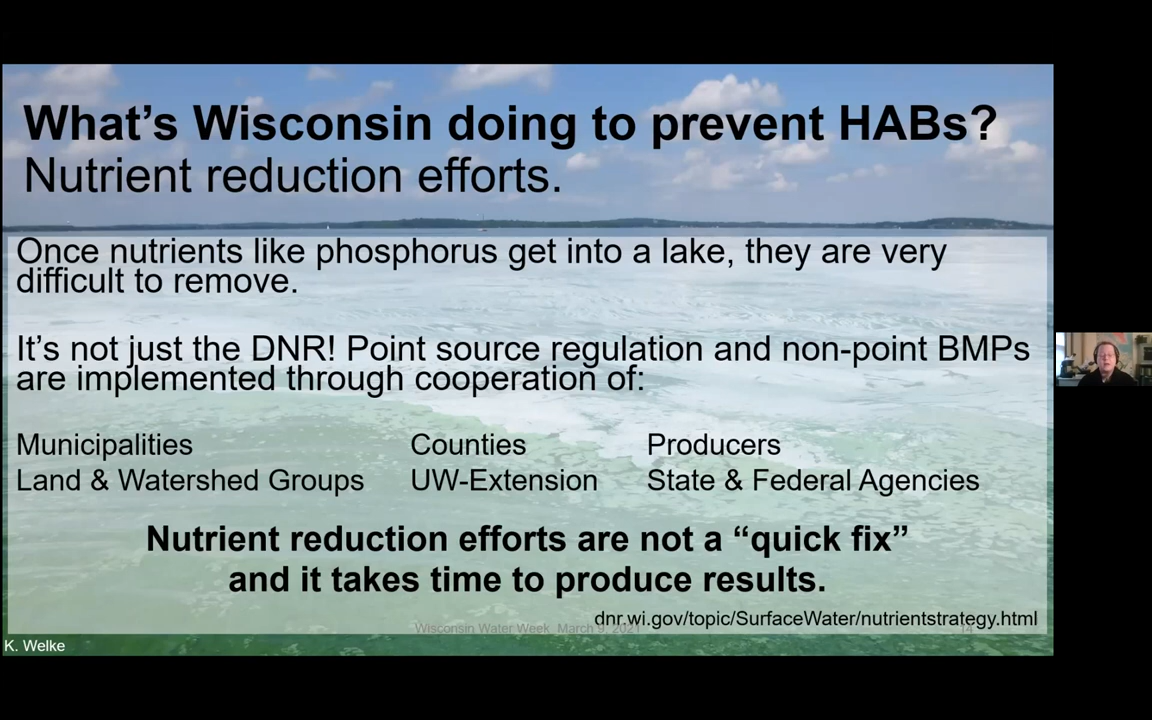 What's Wisconsin doing to prevent HABs?
Nutrient reduction efforts.
Once nutrients like phosphorus get into a lake, they are very
difficult to remove.
It's not just the DNR! Point source regulation and non-point BMPs
are implemented through cooperation of:
Municipalities Counties Producers
Land & Watershed Groups UW-Extension State & Federal Agencies
Nutrient reduction efforts are not a “quick fix”
and it takes time to produce results.
dnr.wi.gov/topic/SurfaceWater/nutrientstrategy.html
Wisconsin Water Week, March 9, 2021 14
K. Welke